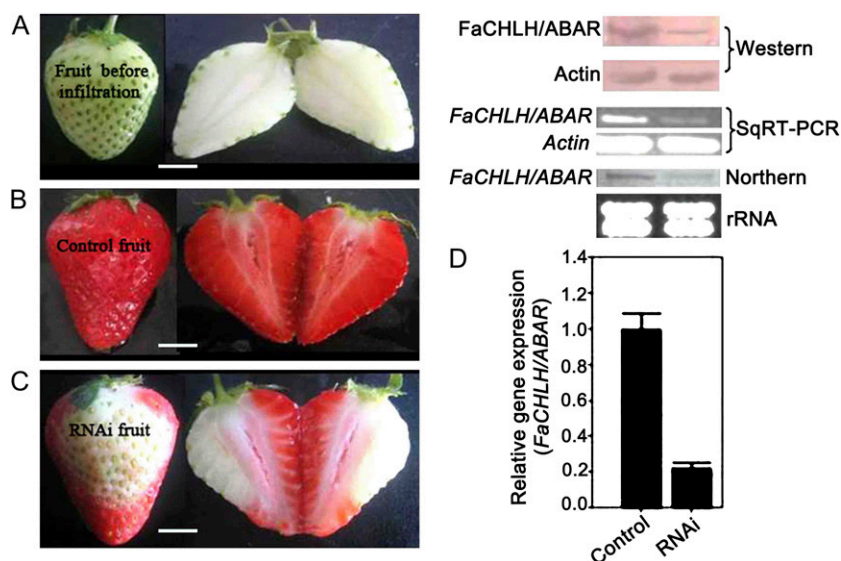 A
Fruit before
infiltration
B
Control fruit
C
RNAi fruit
FaCHLH/ABAR
Western
Actin
FaCHLH/ABAR
SqRT-PCR
Actin
FaCHLH/ABAR
Northern
rRNA
D
Relative gene expression
(FaCHLH/ABAR)
1.4
1.2
1.0
0.8
0.6
0.4
0.2
0.0
Control
RNAi